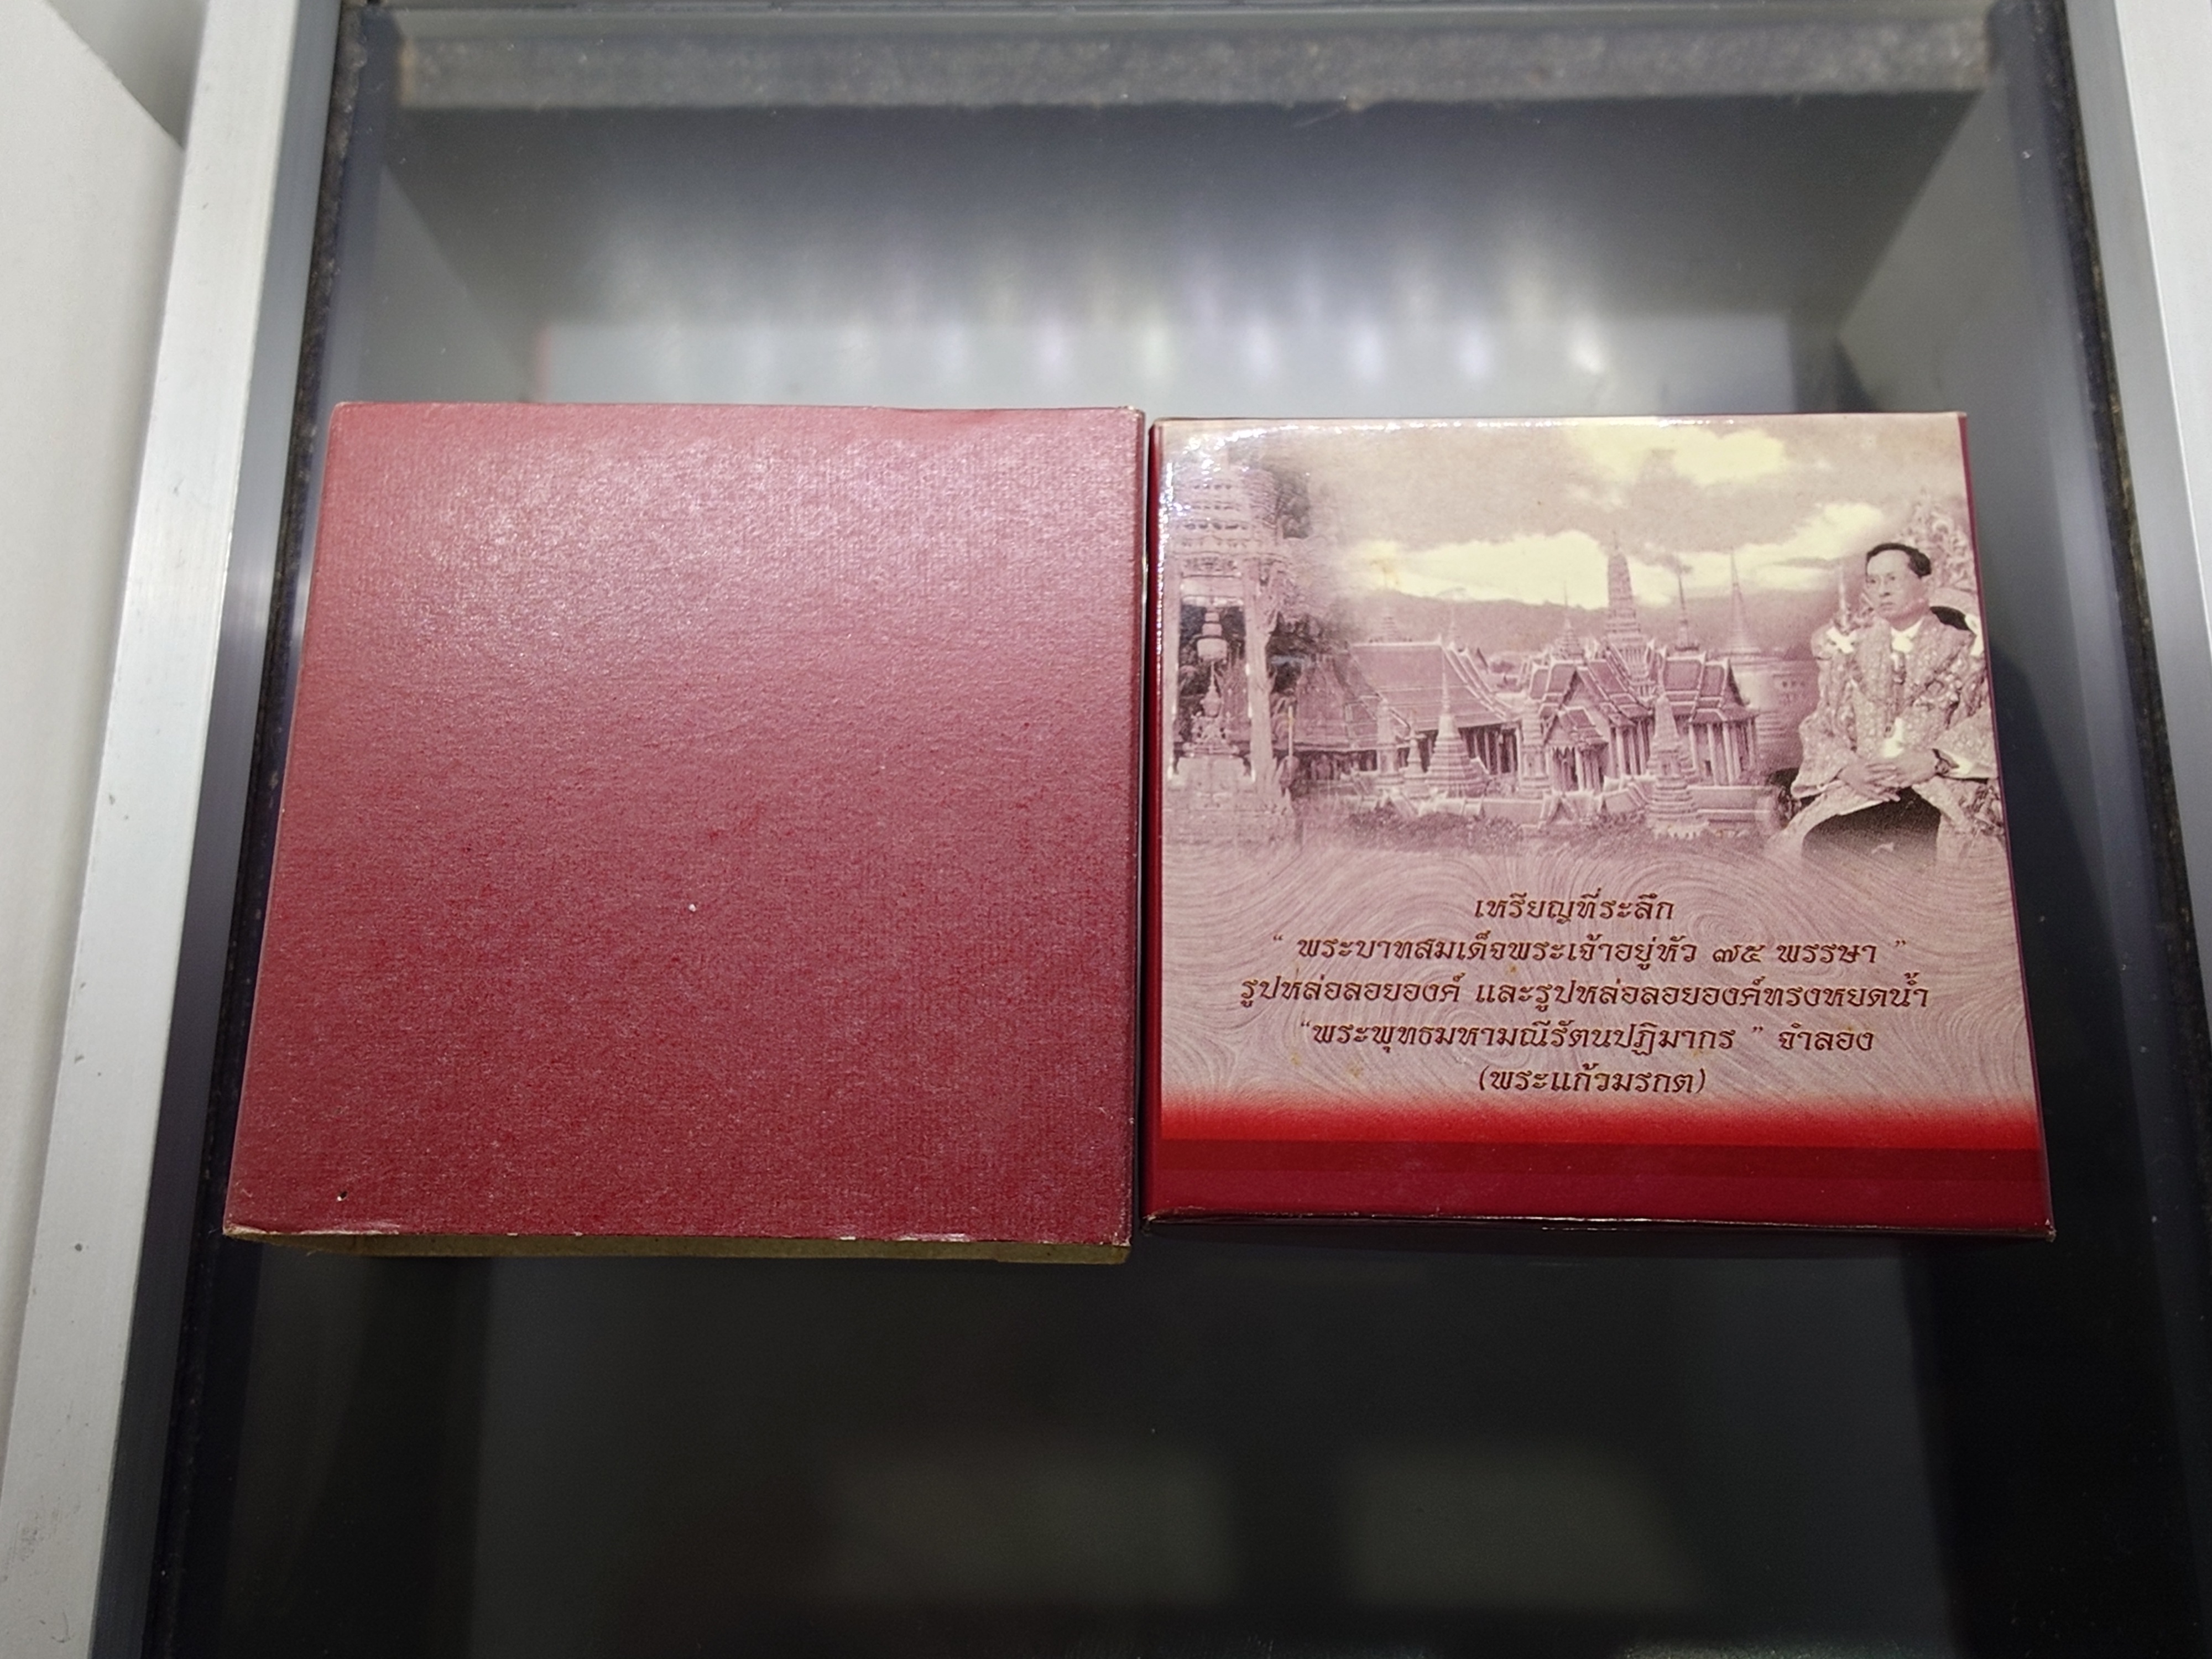 เหรียญที่ระลึก
“ พระบาทสมเด็จพระเจ้าอยู่หัว ๗๕ พรรษา ”
รูปหล่อลอยองค์ และรูปหล่อลอยองค์ทรงหยดน้ำ
“พระพุทธมหามณีรัตนปฏิมากร ” จำลอง
(พระแก้วมรกต)